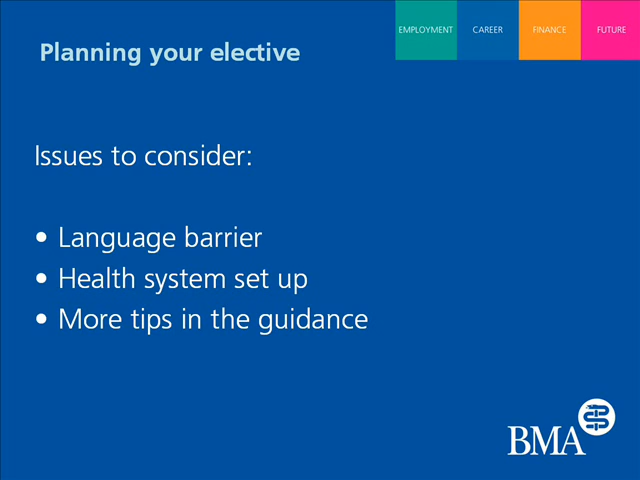 EMPLOYMENT CAREER FINANCE FUTURE
Planning your elective
Issues to consider:
• Language barrier
• Health system set up
• More tips in the guidance
BMA